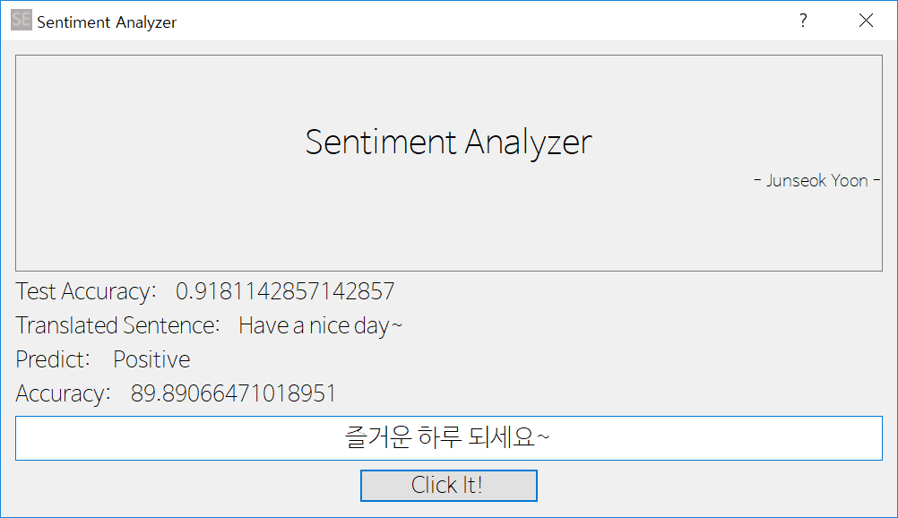 SE Sentiment Analyzer ?
Sentiment Analyzer
- Junseok Yoon -
Test Accuracy: 0.9181142857142857
Translated Sentence: Have a nice day~
Predict: Positive
Accuracy: 89.89066471018951
즐거운 하루 되세요~
Click It!